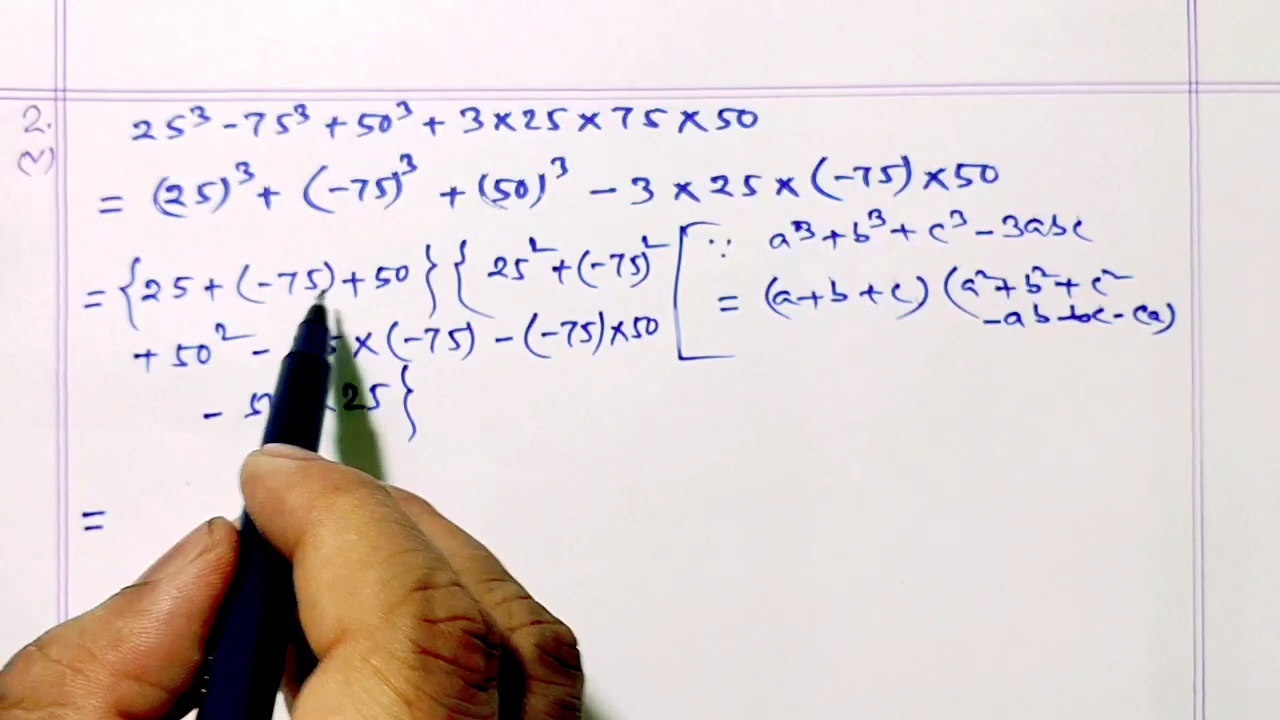 2.
(v)
25³ - 75³ + 50³ + 3 × 25 × 75 × 50
= (25)³ + (-75)³ + (50)³ - 3 × 25 × (-75) × 50
= {25 + (-75) + 50} {25² + (-75)²
+ 50² - × (-75) - (-75) × 50
- 25}
=
[∵ a³ + b³ + c³ - 3abc
= (a + b + c) (a² + b² + c²
- ab - bc - ca)